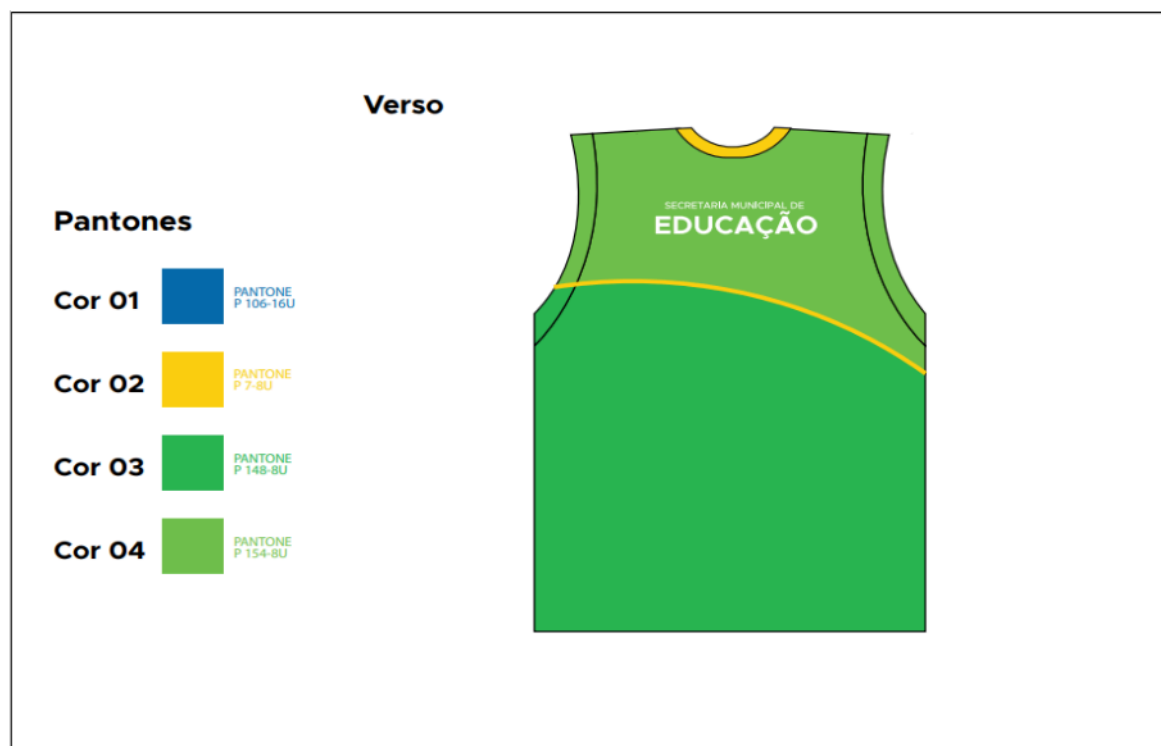 Verso
Pantones
Cor 01
PANTONE
P 106-16U
Cor 02
PANTONE
P 7-8U
Cor 03
PANTONE
P 148-8U
Cor 04
PANTONE
P 154-8U
SECRETARIA MUNICIPAL DE
EDUCAÇÃO